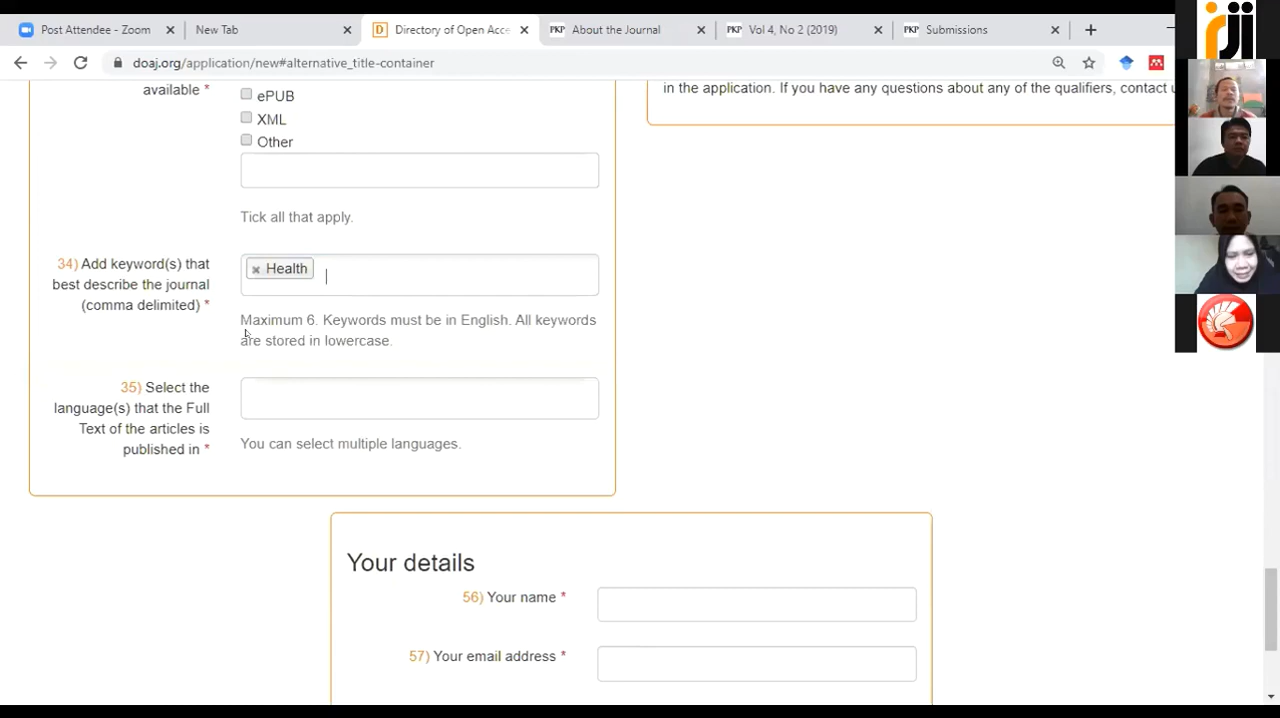 Post Attendee - Zoom
New Tab
Directory of Open Acce
PKP About the Journal
PKP Vol 4, No 2 (2019)
PKP Submissions
doaj.org/application/new#alternative_title-container
available *
ePUB
XML
Other
Tick all that apply.
34) Add keyword(s) that
best describe the journal
(comma delimited) *
Health
Maximum 6. Keywords must be in English. All keywords
are stored in lowercase.
35) Select the
language(s) that the Full
Text of the articles is
published in *
You can select multiple languages.
in the application. If you have any questions about any of the qualifiers, contact u
Your details
56) Your name *
57) Your email address *
rji